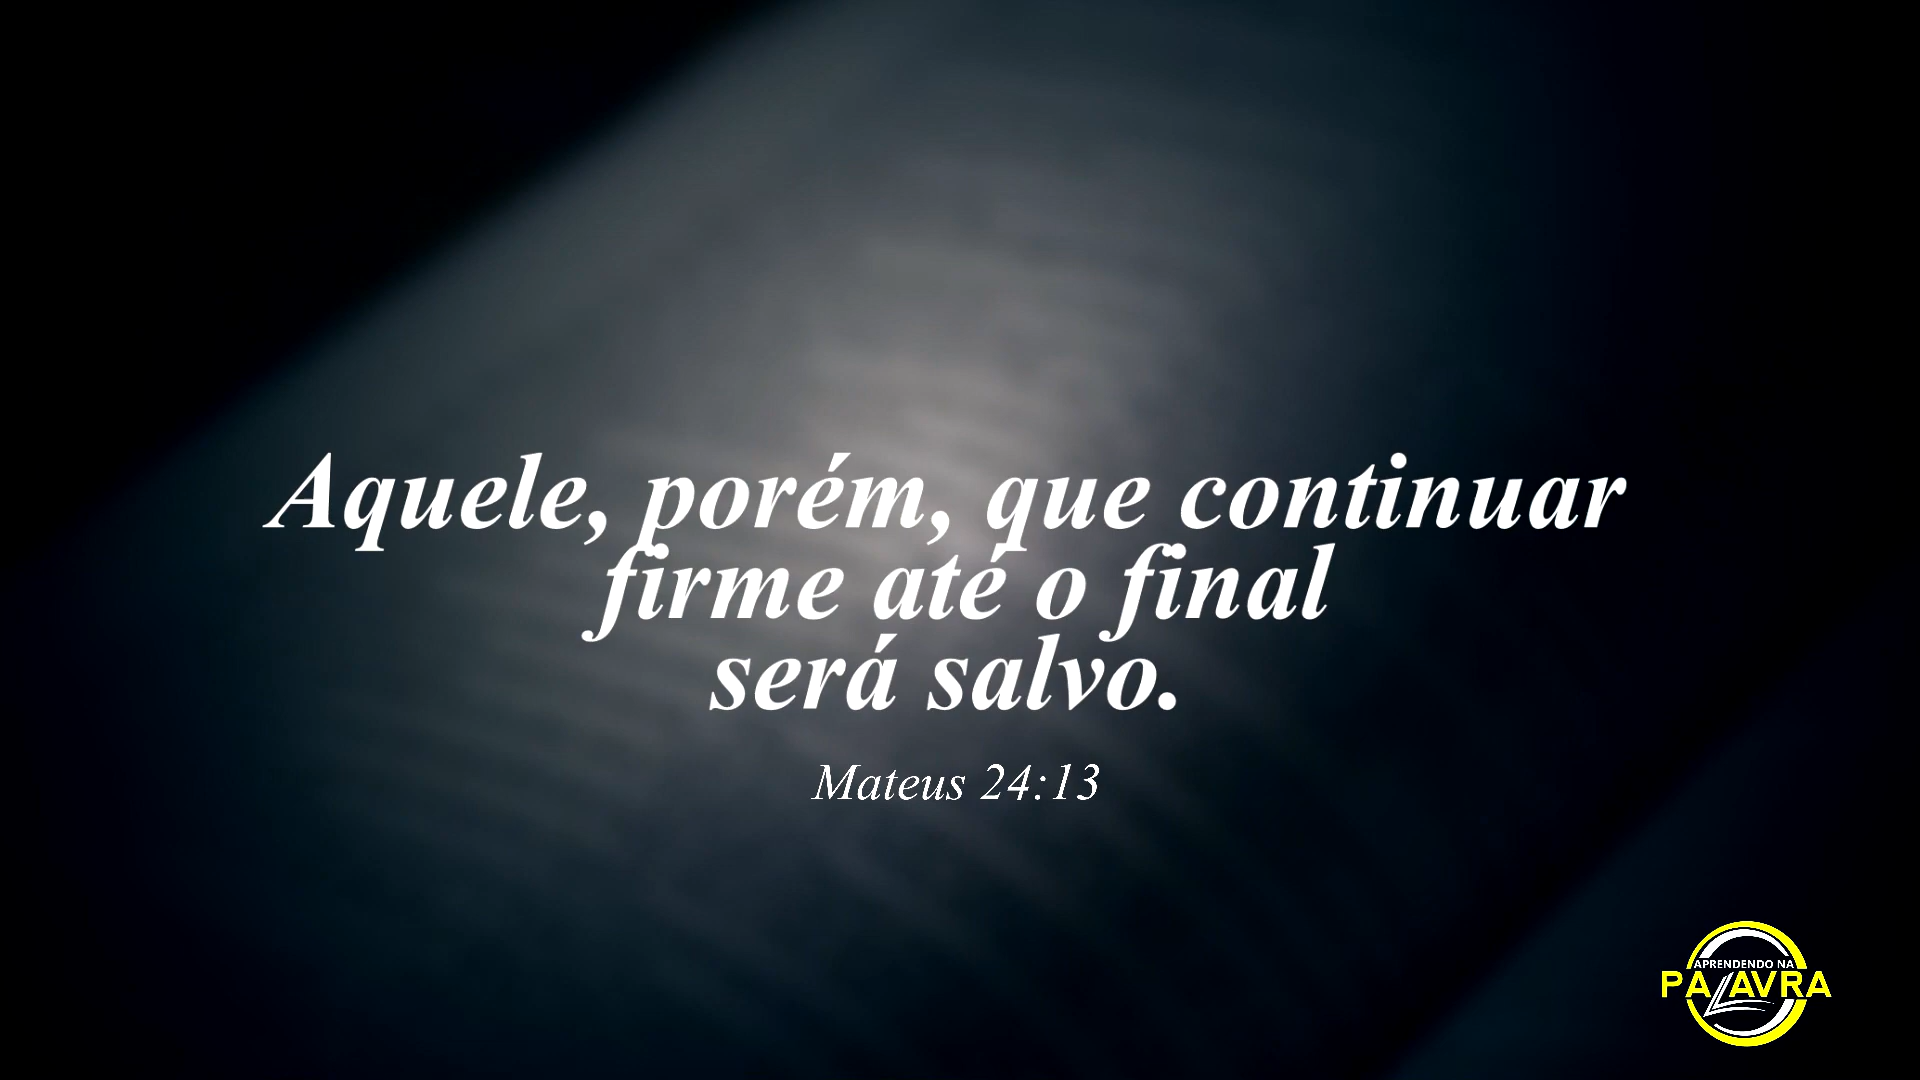 Aquele, porém, que continuar
firme até o final
será salvo.
Mateus 24:13
APRENDENDO NA
PALAVRA